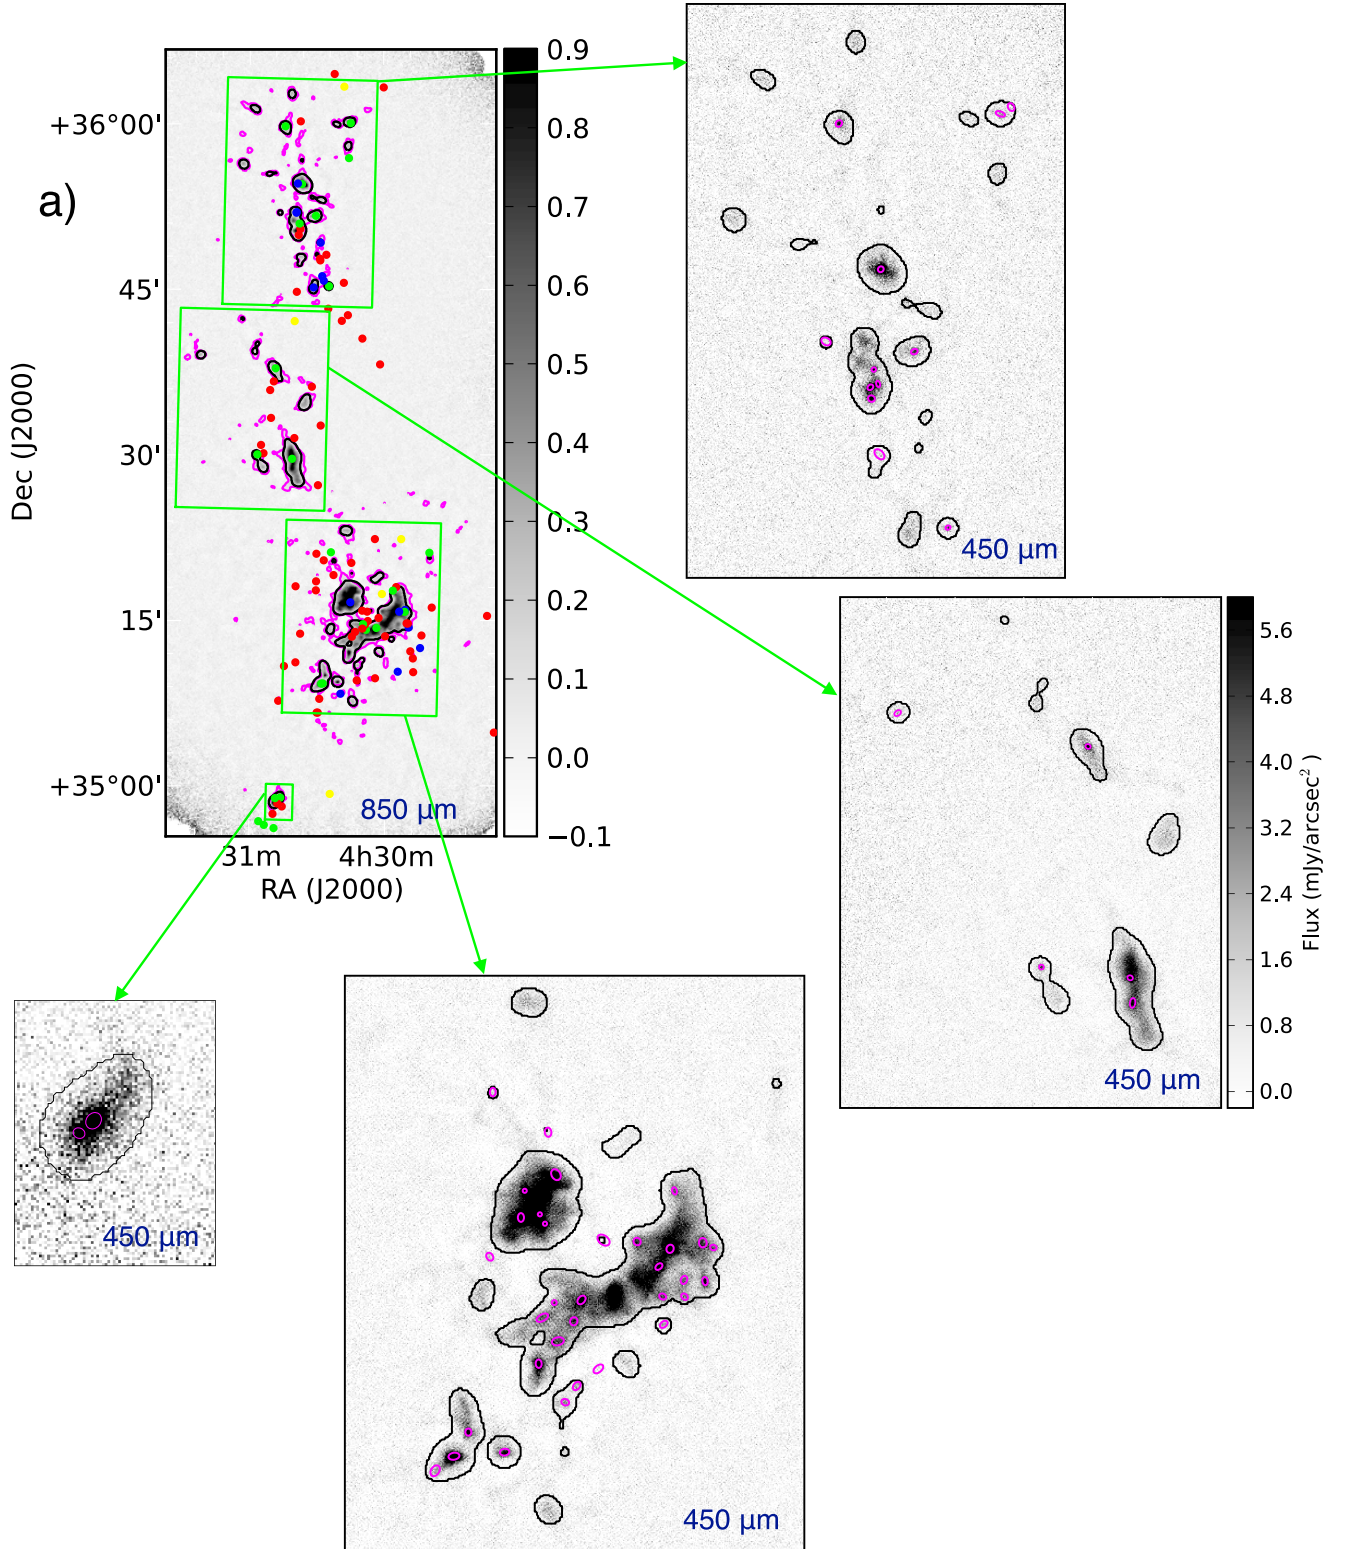 a)
+36°00'
45'
30'
15'
+35°00'
Dec (J2000)
31m
4h30m
RA (J2000)
850 µm
0.9
0.8
0.7
0.6
0.5
0.4
0.3
0.2
0.1
0.0
−0.1
450 µm
5.6
4.8
4.0
3.2
2.4
1.6
0.8
0.0
Flux (mJy/arcsec²)
450 µm
450 µm
450 µm